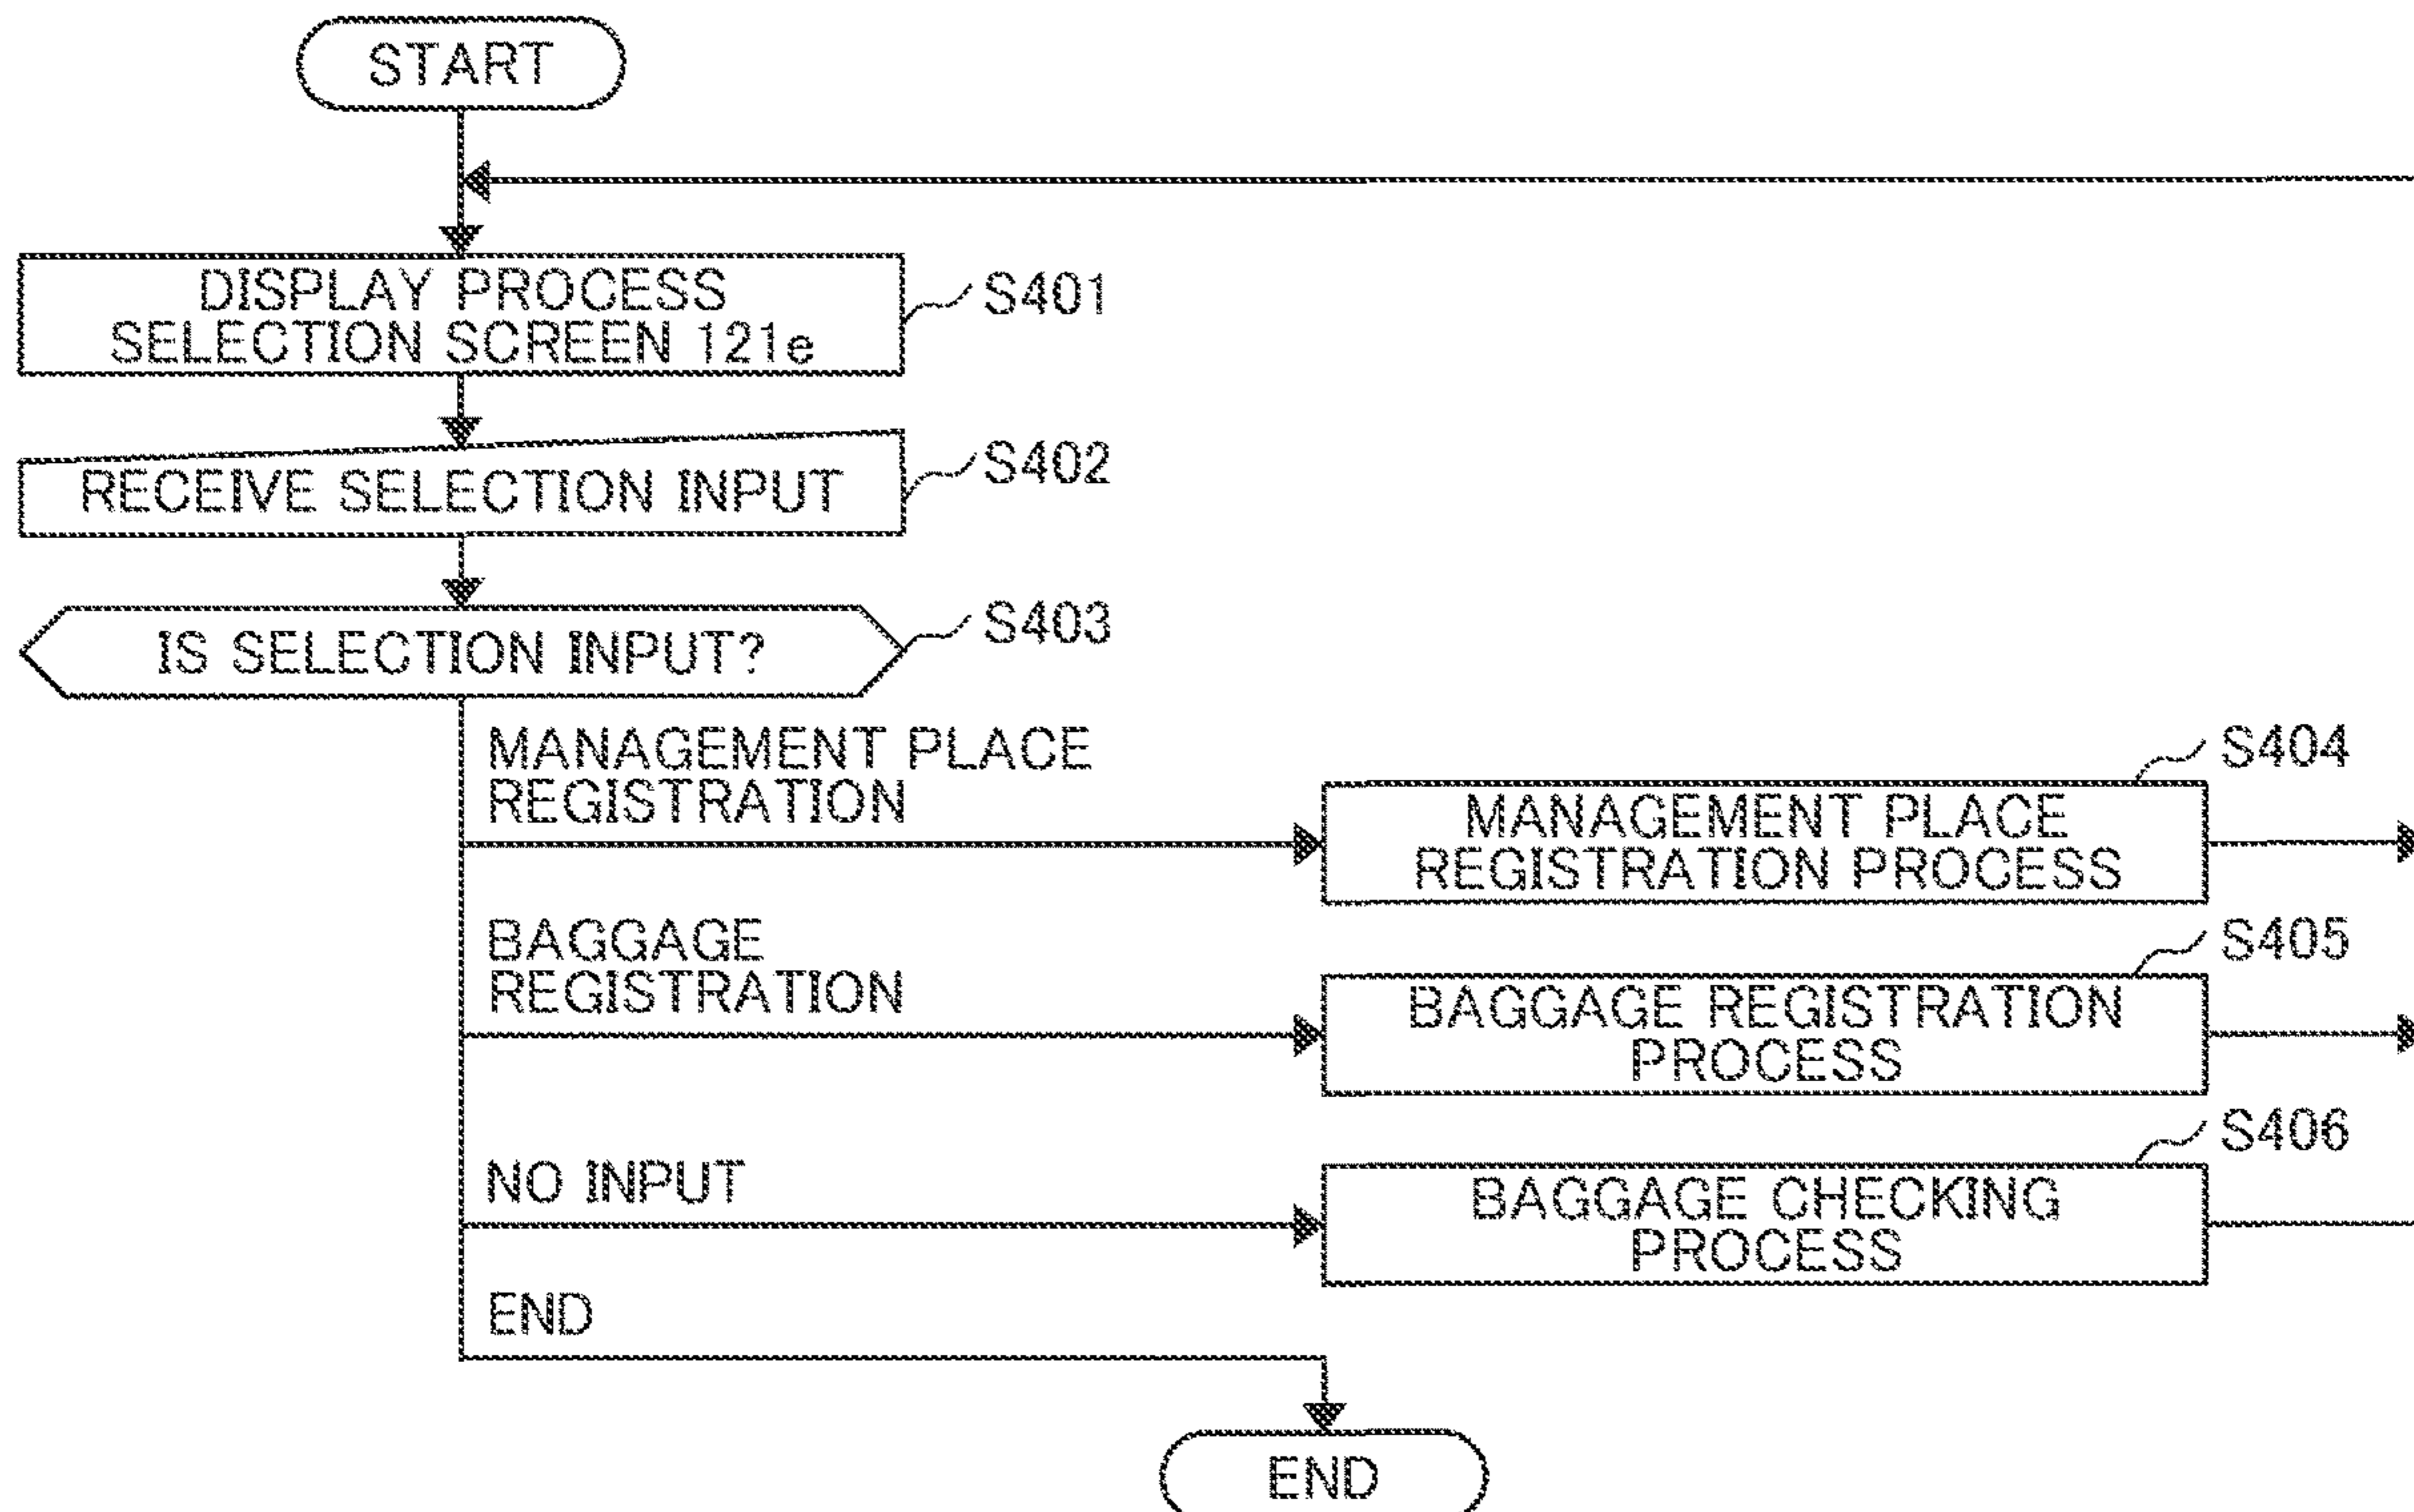 START
DISPLAY PROCESS
SELECTION SCREEN 121e
S401
RECEIVE SELECTION INPUT
S402
IS SELECTION INPUT?
S403
MANAGEMENT PLACE
REGISTRATION
S404
MANAGEMENT PLACE
REGISTRATION PROCESS
BAGGAGE
REGISTRATION
S405
BAGGAGE REGISTRATION
PROCESS
NO INPUT
S406
BAGGAGE CHECKING
PROCESS
END
END